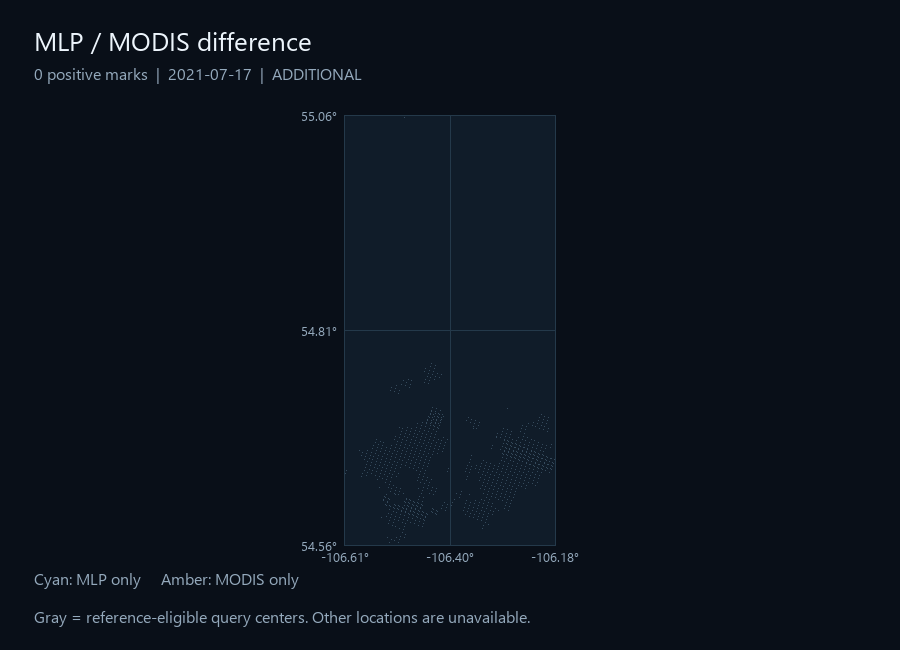 MLP / MODIS difference
0 positive marks | 2021-07-17 | ADDITIONAL
55.06°
54.81°
54.56°
-106.61° -106.40° -106.18°
Cyan: MLP only Amber: MODIS only
Gray = reference-eligible query centers. Other locations are unavailable.